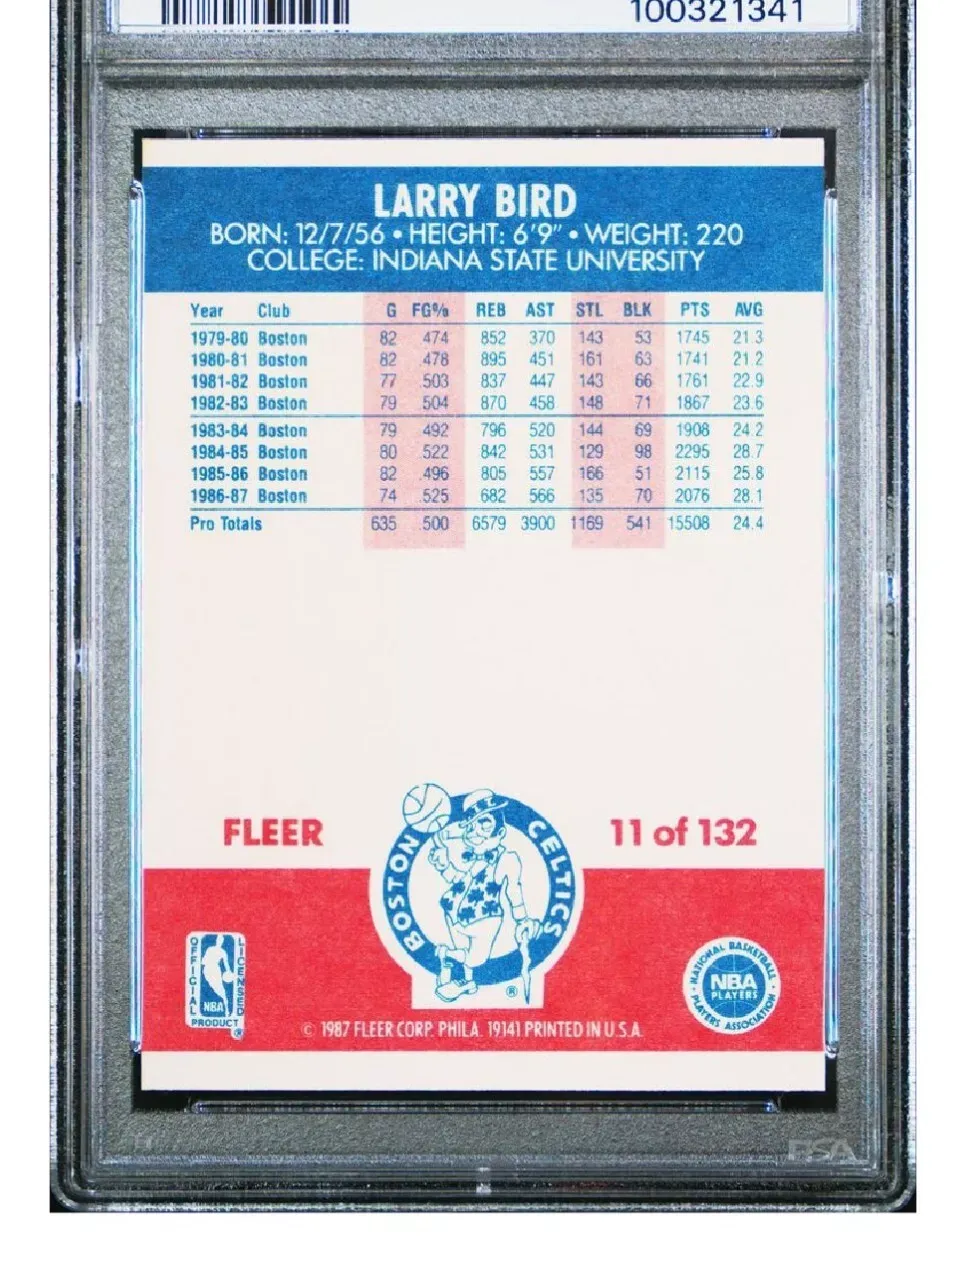 100321341
LARRY BIRD
BORN: 12/7/56 • HEIGHT: 6'9" • WEIGHT: 220
COLLEGE: INDIANA STATE UNIVERSITY
Year Club G FG% REB AST STL BLK PTS AVG
1979-80 Boston 82 .474 852 370 143 53 1745 21.3
1980-81 Boston 82 .478 895 451 161 63 1741 21.2
1981-82 Boston 77 .503 837 447 143 66 1761 22.9
1982-83 Boston 79 .504 870 458 148 71 1867 23.6
1983-84 Boston 79 .492 796 520 144 69 1908 24.2
1984-85 Boston 80 .522 842 531 129 98 2295 28.7
1985-86 Boston 82 .496 805 557 166 51 2115 25.8
1986-87 Boston 74 .525 682 566 135 70 2076 28.1
Pro Totals 635 .500 6579 3900 1169 541 15508 24.4
FLEER
11 of 132
BOSTON CELTICS
®
OFFICIAL LICENSED
NBA
PRODUCT
®
NATIONAL BASKETBALL
NBA
PLAYERS
PLAYERS ASSOCIATION
© 1987 FLEER CORP. PHILA. 19141 PRINTED IN U.S.A.
PSA